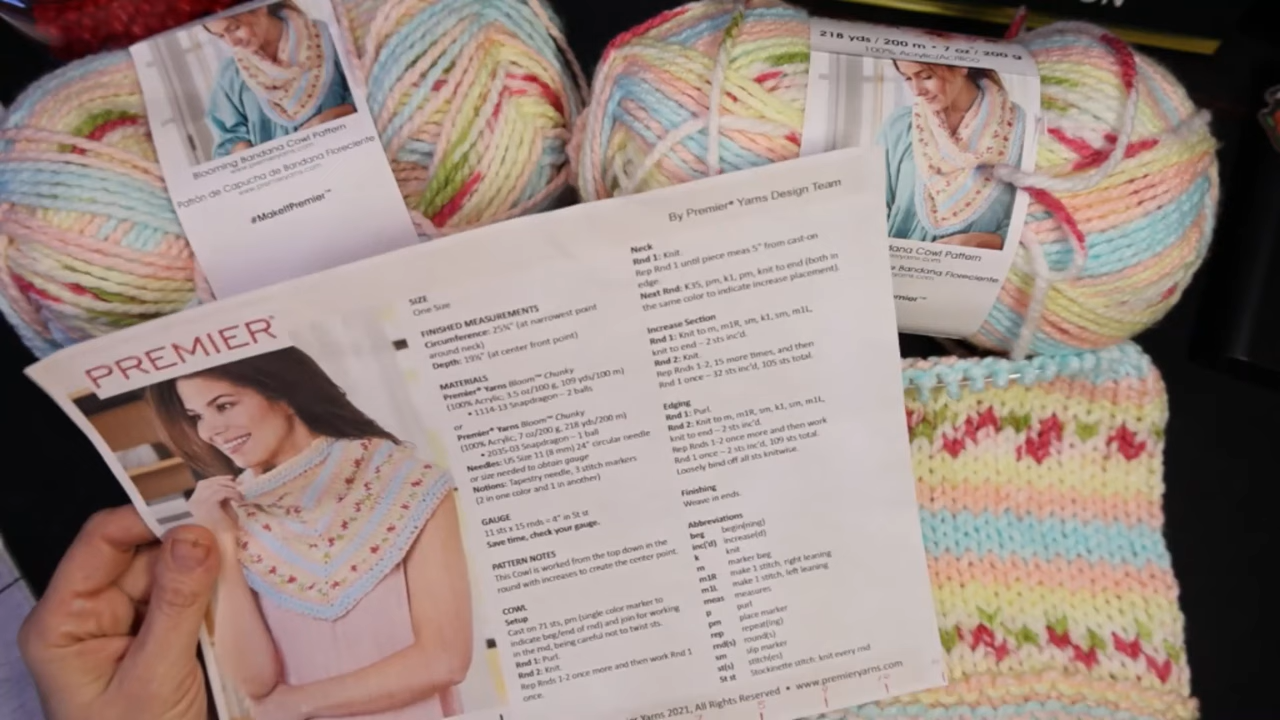 ON
Blooming Bandana Cowl Pattern
www.premieryarns.com
Patrón de Capucha de Bandana Floreciente
www.premieryarns.com
#MakeItPremier™
218 yds / 200 m • 7 oz / 200 g
100% Acrylic/Acrílico
dana Cowl Pattern
Bandana Floreciente
emier™
PREMIER™
By Premier® Yarns Design Team
SIZE
One Size
FINISHED MEASUREMENTS
Circumference: 25¾" (at narrowest point
around neck)
Depth: 19¼" (at center front point)
MATERIALS
Premier® Yarns Bloom™ Chunky
(100% Acrylic, 3.5 oz/100 g, 109 yds/100 m)
• 1114-13 Snapdragon – 2 balls
or
Premier® Yarns Bloom™ Chunky
(100% Acrylic, 7 oz/200 g, 218 yds/200 m)
• 2035-03 Snapdragon – 1 ball
Needles: US Size 11 (8 mm) 24" circular needle
or size needed to obtain gauge
Notions: Tapestry needle, 3 stitch markers
(2 in one color and 1 in another)
GAUGE
11 sts x 15 rnds = 4" in St st
Save time, check your gauge.
PATTERN NOTES
This Cowl is worked from the top down in the
round with increases to create the center point.
COWL
Setup
Cast on 71 sts, pm (single color marker to
indicate beg/end of rnd) and join for working
in the rnd, being careful not to twist sts.
Rnd 1: Purl.
Rnd 2: Knit.
Rep Rnds 1-2 once more and then work Rnd 1
once.
Neck
Rnd 1: Knit.
Rep Rnd 1 until piece meas 5" from cast-on
edge.
Next Rnd: K35, pm, k1, pm, knit to end (both in
the same color to indicate increase placement).
Increase Section
Rnd 1: Knit to m, m1R, sm, k1, sm, m1L,
knit to end – 2 sts inc'd.
Rnd 2: Knit.
Rep Rnds 1-2, 15 more times, and then
Rnd 1 once – 32 sts inc'd, 105 sts total.
Edging
Rnd 1: Purl.
Rnd 2: Knit to m, m1R, sm, k1, sm, m1L,
knit to end – 2 sts inc'd.
Rep Rnds 1-2 once more and then work
Rnd 1 once – 2 sts inc'd, 109 sts total.
Loosely bind off all sts knitwise.
Finishing
Weave in ends.
Abbreviations
beg begin(ning)
inc('d) increase(d)
k knit
m marker beg
m1R make 1 stitch, right leaning
m1L make 1 stitch, left leaning
meas measures
p purl
pm place marker
rep repeat(ing)
rnd(s) round(s)
sm slip marker
st(s) stitch(es)
St st Stockinette stitch: knit every rnd
Yarns 2021, All Rights Reserved • www.premieryarns.com